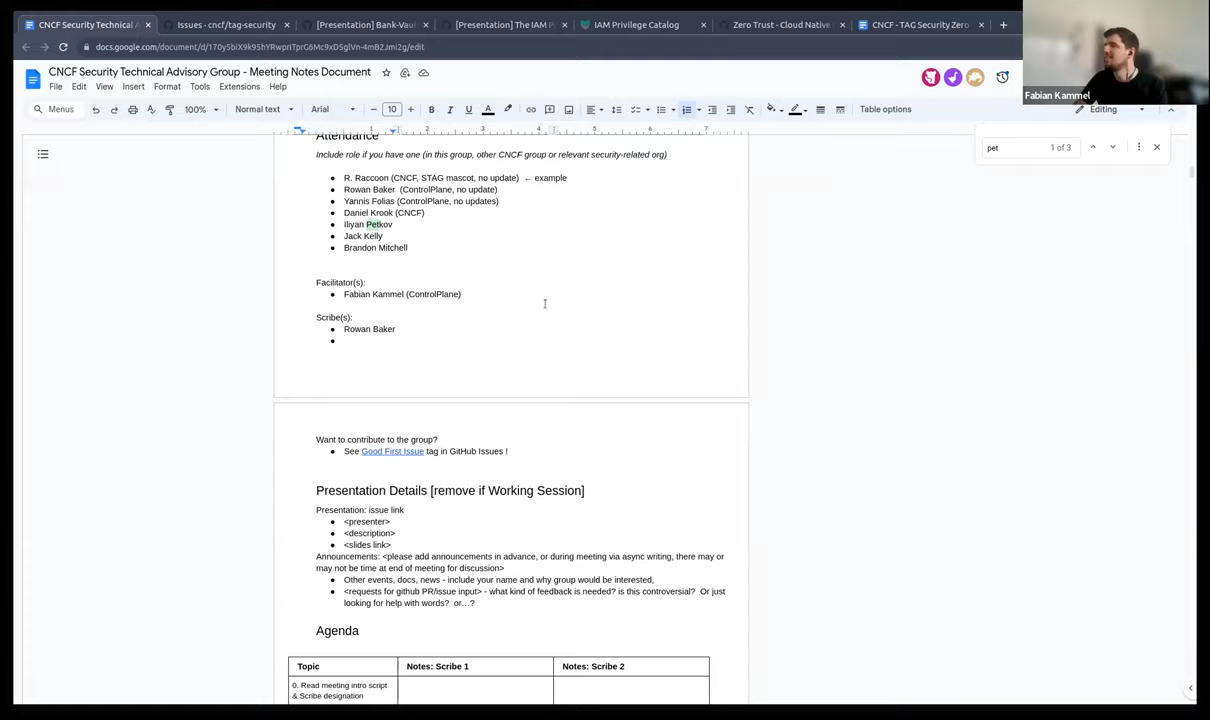 CNCF Security Technical A
Issues · cncf/tag-security
[Presentation] Bank-Vau
[Presentation] The IAM P
IAM Privilege Catalog
Zero Trust - Cloud Native
CNCF - TAG Security Zero
CNCF Security Technical Advisory Group - Meeting Notes Document
File Edit View Insert Format Tools Extensions Help
Fabian Kammel
Menus
100%
Normal text
Arial
10
Table options
Editing
1 2 3 4 5 6 7
pet
1 of 3
Attendance
Include role if you have one (in this group, other CNCF group or relevant security-related org)
● R. Raccoon (CNCF, STAG mascot, no update) ← example
● Rowan Baker (ControlPlane, no update)
● Yannis Folias (ControlPlane, no updates)
● Daniel Krook (CNCF)
● Iliyan Petkov
● Jack Kelly
● Brandon Mitchell
Facilitator(s):
● Fabian Kammel (ControlPlane)
Scribe(s):
● Rowan Baker
●
Want to contribute to the group?
● See Good First Issue tag in GitHub Issues !
Presentation Details [remove if Working Session]
Presentation: issue link
● <presenter>
● <description>
● <slides link>
Announcements: <please add announcements in advance, or during meeting via async writing, there may or
may not be time at end of meeting for discussion>
● Other events, docs, news - include your name and why group would be interested,
● <requests for github PR/issue input> - what kind of feedback is needed? is this controversial? Or just
looking for help with words? or…?
Agenda
Topic
Notes: Scribe 1
Notes: Scribe 2
0. Read meeting intro script
& Scribe designation